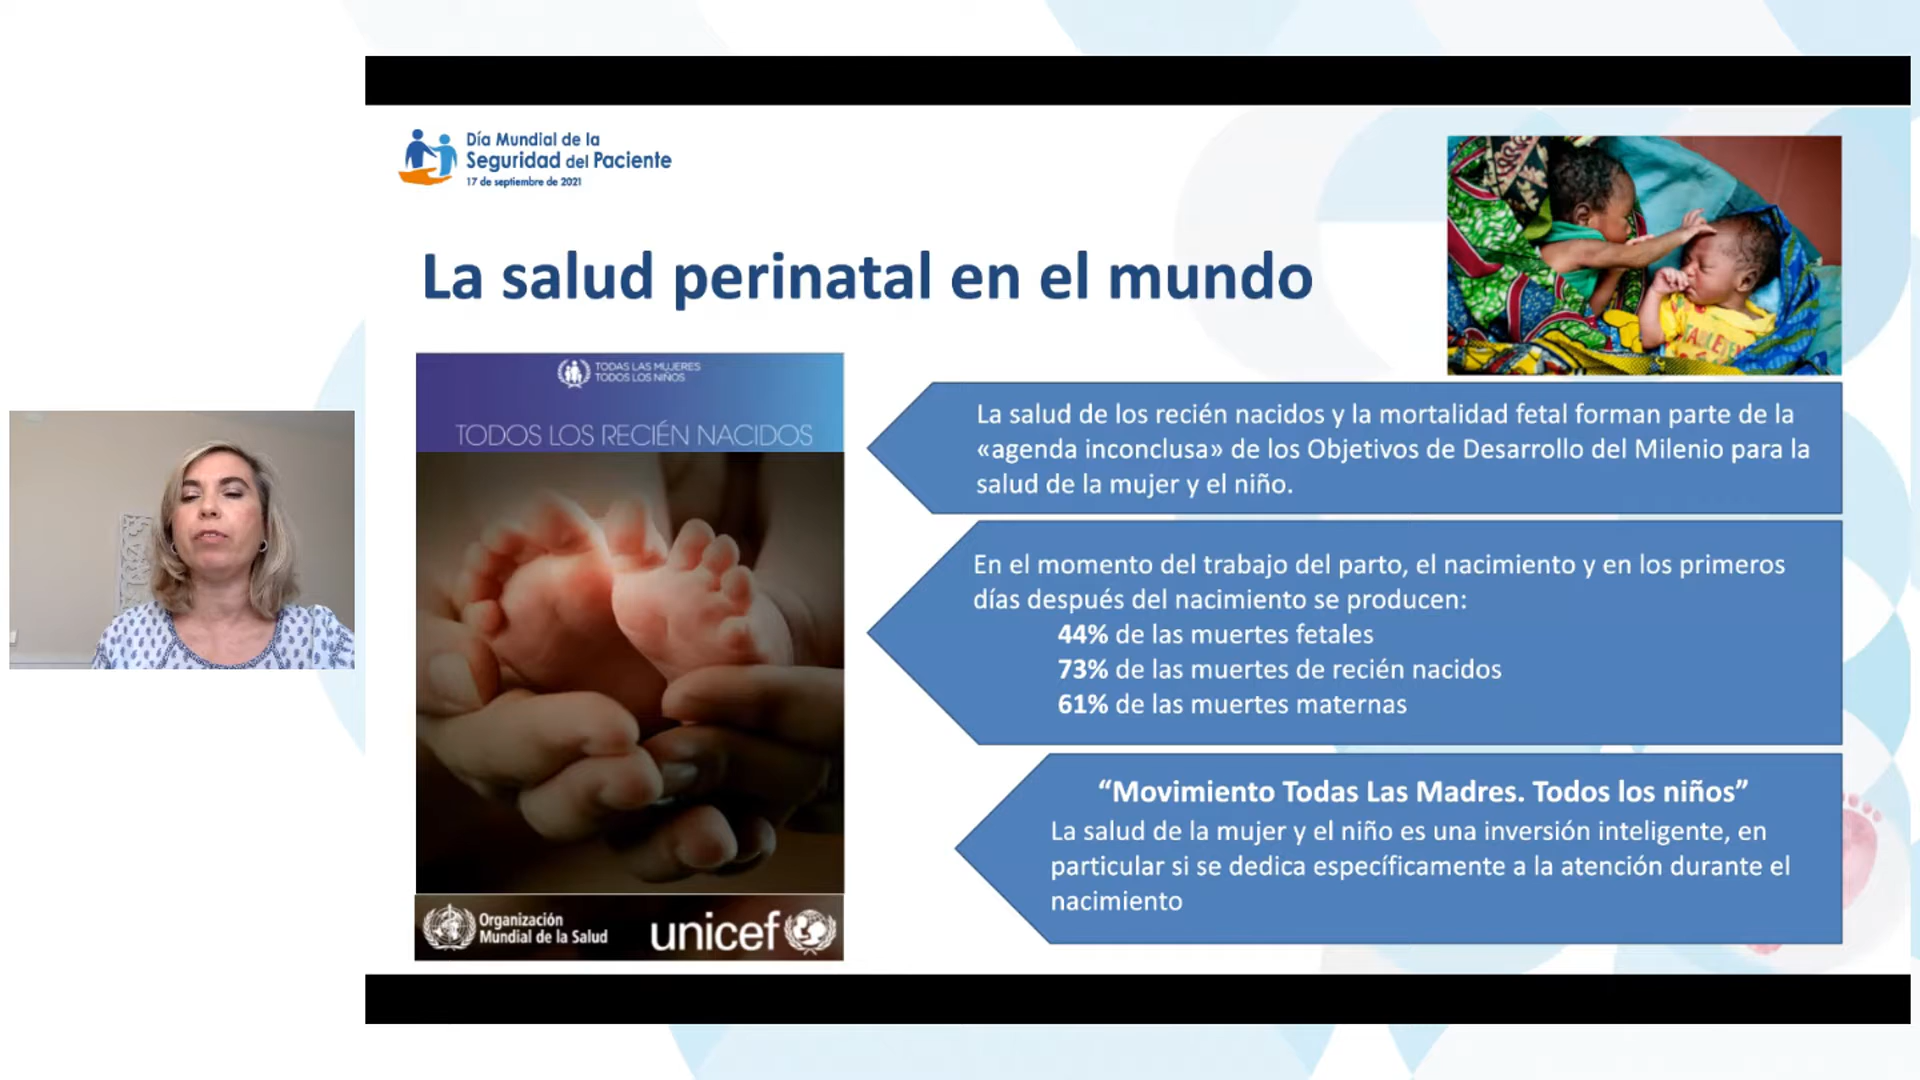 Día Mundial de la
Seguridad del Paciente
17 de septiembre de 2021
La salud perinatal en el mundo
TODAS LAS MUJERES
TODOS LOS NIÑOS
TODOS LOS RECIÉN NACIDOS
Organización
Mundial de la Salud
unicef
La salud de los recién nacidos y la mortalidad fetal forman parte de la
«agenda inconclusa» de los Objetivos de Desarrollo del Milenio para la
salud de la mujer y el niño.
En el momento del trabajo del parto, el nacimiento y en los primeros
días después del nacimiento se producen:
44% de las muertes fetales
73% de las muertes de recién nacidos
61% de las muertes maternas
“Movimiento Todas Las Madres. Todos los niños”
La salud de la mujer y el niño es una inversión inteligente, en
particular si se dedica específicamente a la atención durante el
nacimiento